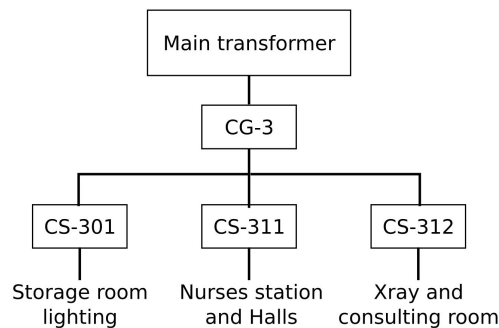 Main transformer
CG-3
CS-301
CS-311
CS-312
Storage room
lighting
Nurses station
and Halls
Xray and
consulting room